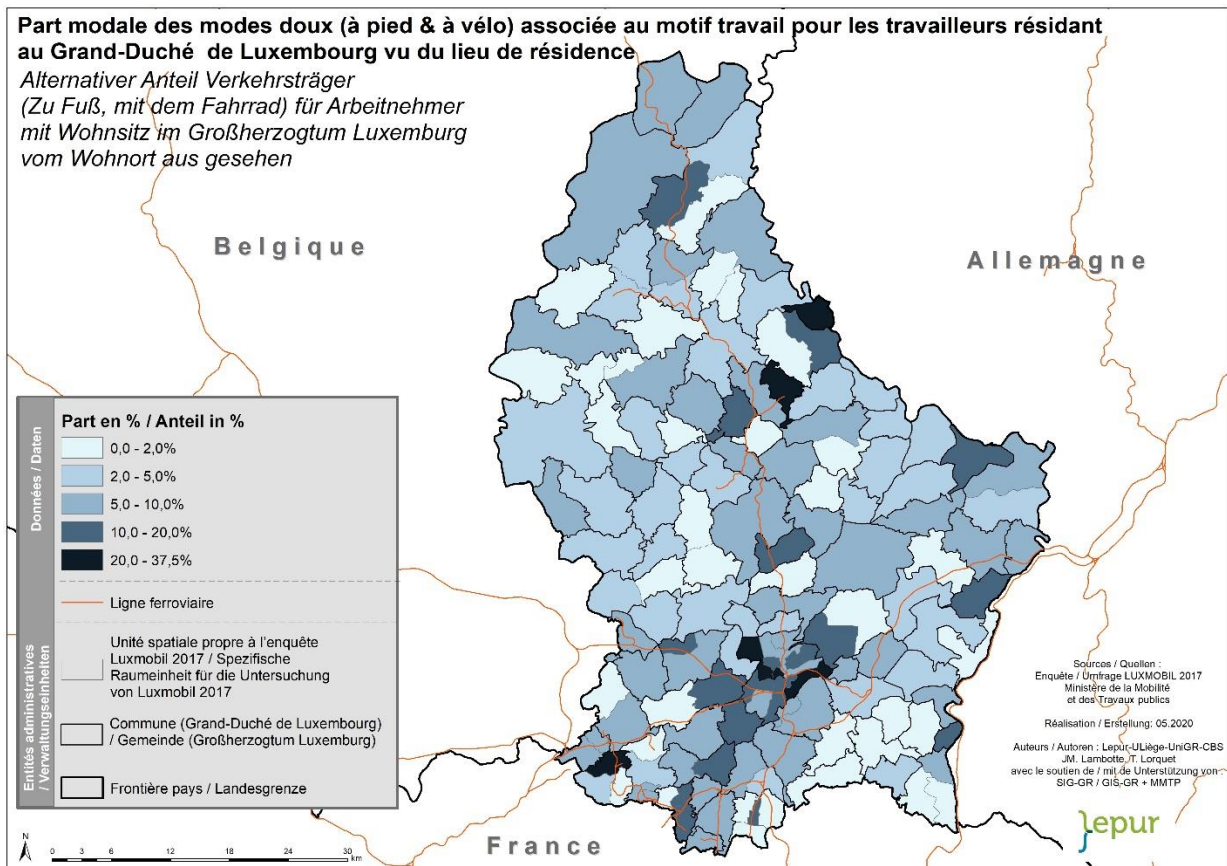 Part modale des modes doux (à pied & à vélo) associée au motif travail pour les travailleurs résidant
au Grand-Duché de Luxembourg vu du lieu de résidence
Alternativer Anteil Verkehrsträger
(Zu Fuß, mit dem Fahrrad) für Arbeitnehmer
mit Wohnsitz im Großherzogtum Luxemburg
vom Wohnort aus gesehen
Belgique
Allemagne
France
Données / Daten
Part en % / Anteil in %
0,0 - 2,0%
2,0 - 5,0%
5,0 - 10,0%
10,0 - 20,0%
20,0 - 37,5%
Entités administratives
/ Verwaltungseinheiten
Ligne ferroviaire
Unité spatiale propre à l'enquête
Luxmobil 2017 / Spezifische
Raumeinheit für die Untersuchung
von Luxmobil 2017
Commune (Grand-Duché de Luxembourg)
/ Gemeinde (Großherzogtum Luxemburg)
Frontière pays / Landesgrenze
N
0 3 6 12 18 24 30
km
Sources / Quellen :
Enquête / Umfrage LUXMOBIL 2017
Ministère de la Mobilité
et des Travaux publics
Réalisation / Erstellung: 05.2020
Auteurs / Autoren : Lepur-ULiège-UniGR-CBS
JM. Lambotte, T. Lorquet
avec le soutien de / mit de Unterstützung von :
SIG-GR / GIS-GR + MMTP
lepur